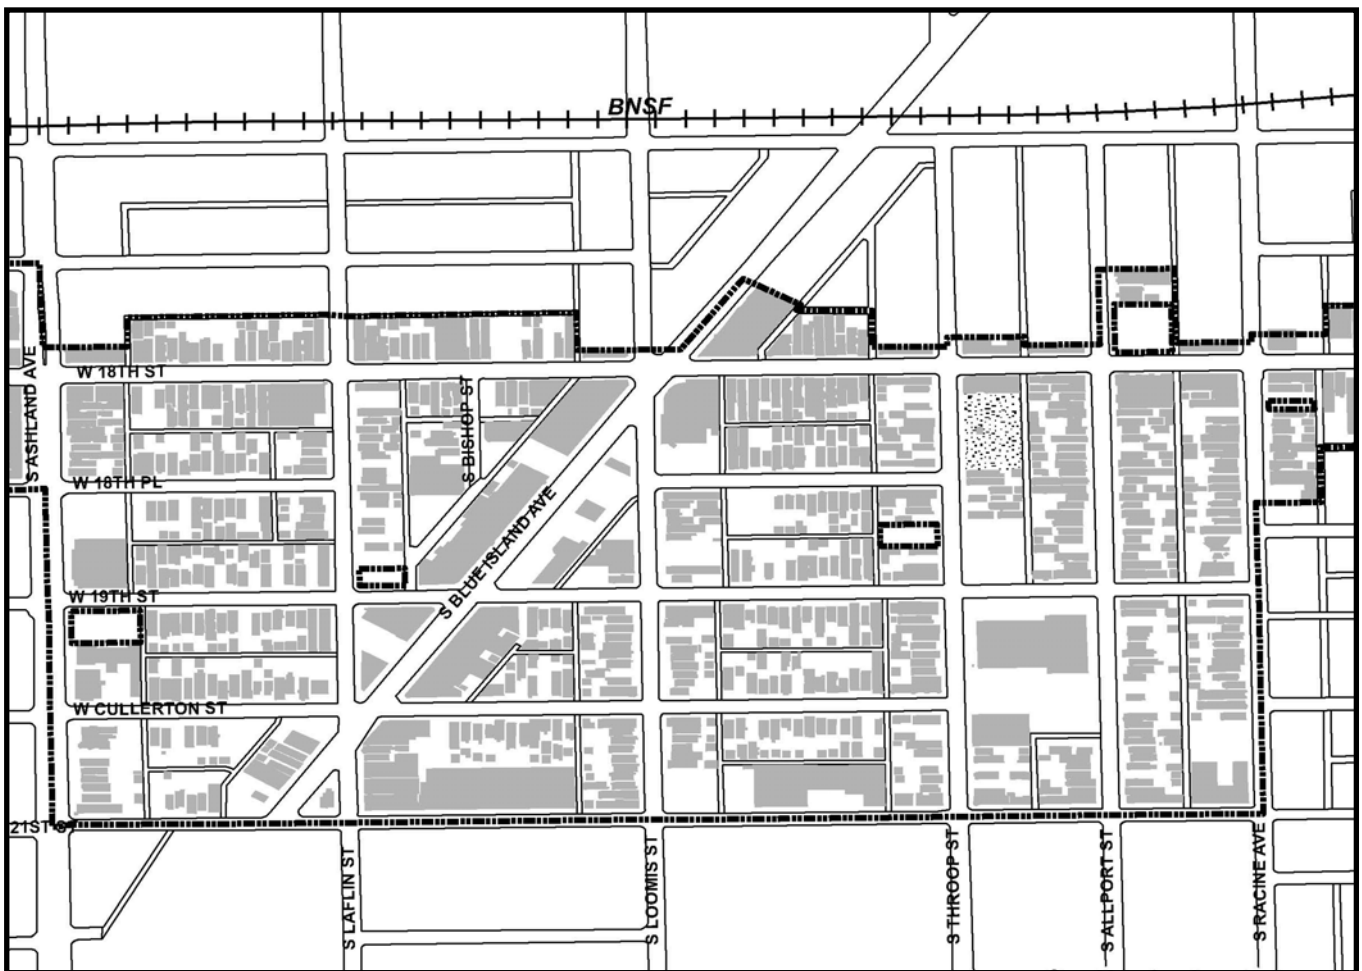 BNSF
W 18TH ST
S ASHLAND AVE
S BISHOP ST
W 18TH PL
S BLUE ISLAND AVE
W 19TH ST
W CULLERTON ST
21ST ST
S LAFLIN ST
S LOOMIS ST
S THROOP ST
S ALLPORT ST
S RACINE AVE